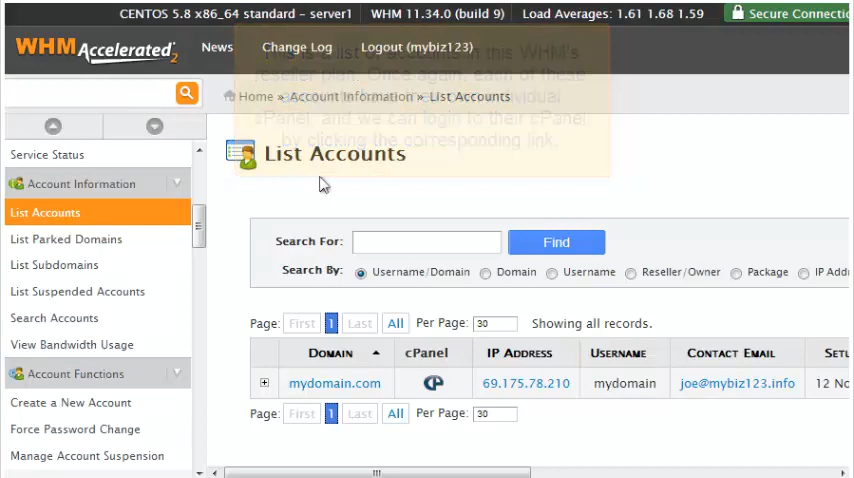 CENTOS 5.8 x86_64 standard – server1 WHM 11.34.0 (build 9) Load Averages: 1.61 1.68 1.59 Secure Connectio
WHM Accelerated 2 News Change Log Logout (mybiz123)
This is a list of accounts in this WHM's
reseller plan. Once again, each of these
Home » Account Information » List Accounts
cPanel, and we can login to their cPanel
by clicking the corresponding link.
List Accounts
Service Status
Account Information
List Accounts
List Parked Domains
List Subdomains
List Suspended Accounts
Search Accounts
View Bandwidth Usage
Account Functions
Create a New Account
Force Password Change
Manage Account Suspension
Search For: Find
Search By: Username/Domain Domain Username Reseller/Owner Package IP Addr
Page: First 1 Last All Per Page: 30 Showing all records.
Domain cPanel IP Address Username Contact Email Setu
mydomain.com cP 69.175.78.210 mydomain joe@mybiz123.info 12 No
Page: First 1 Last All Per Page: 30